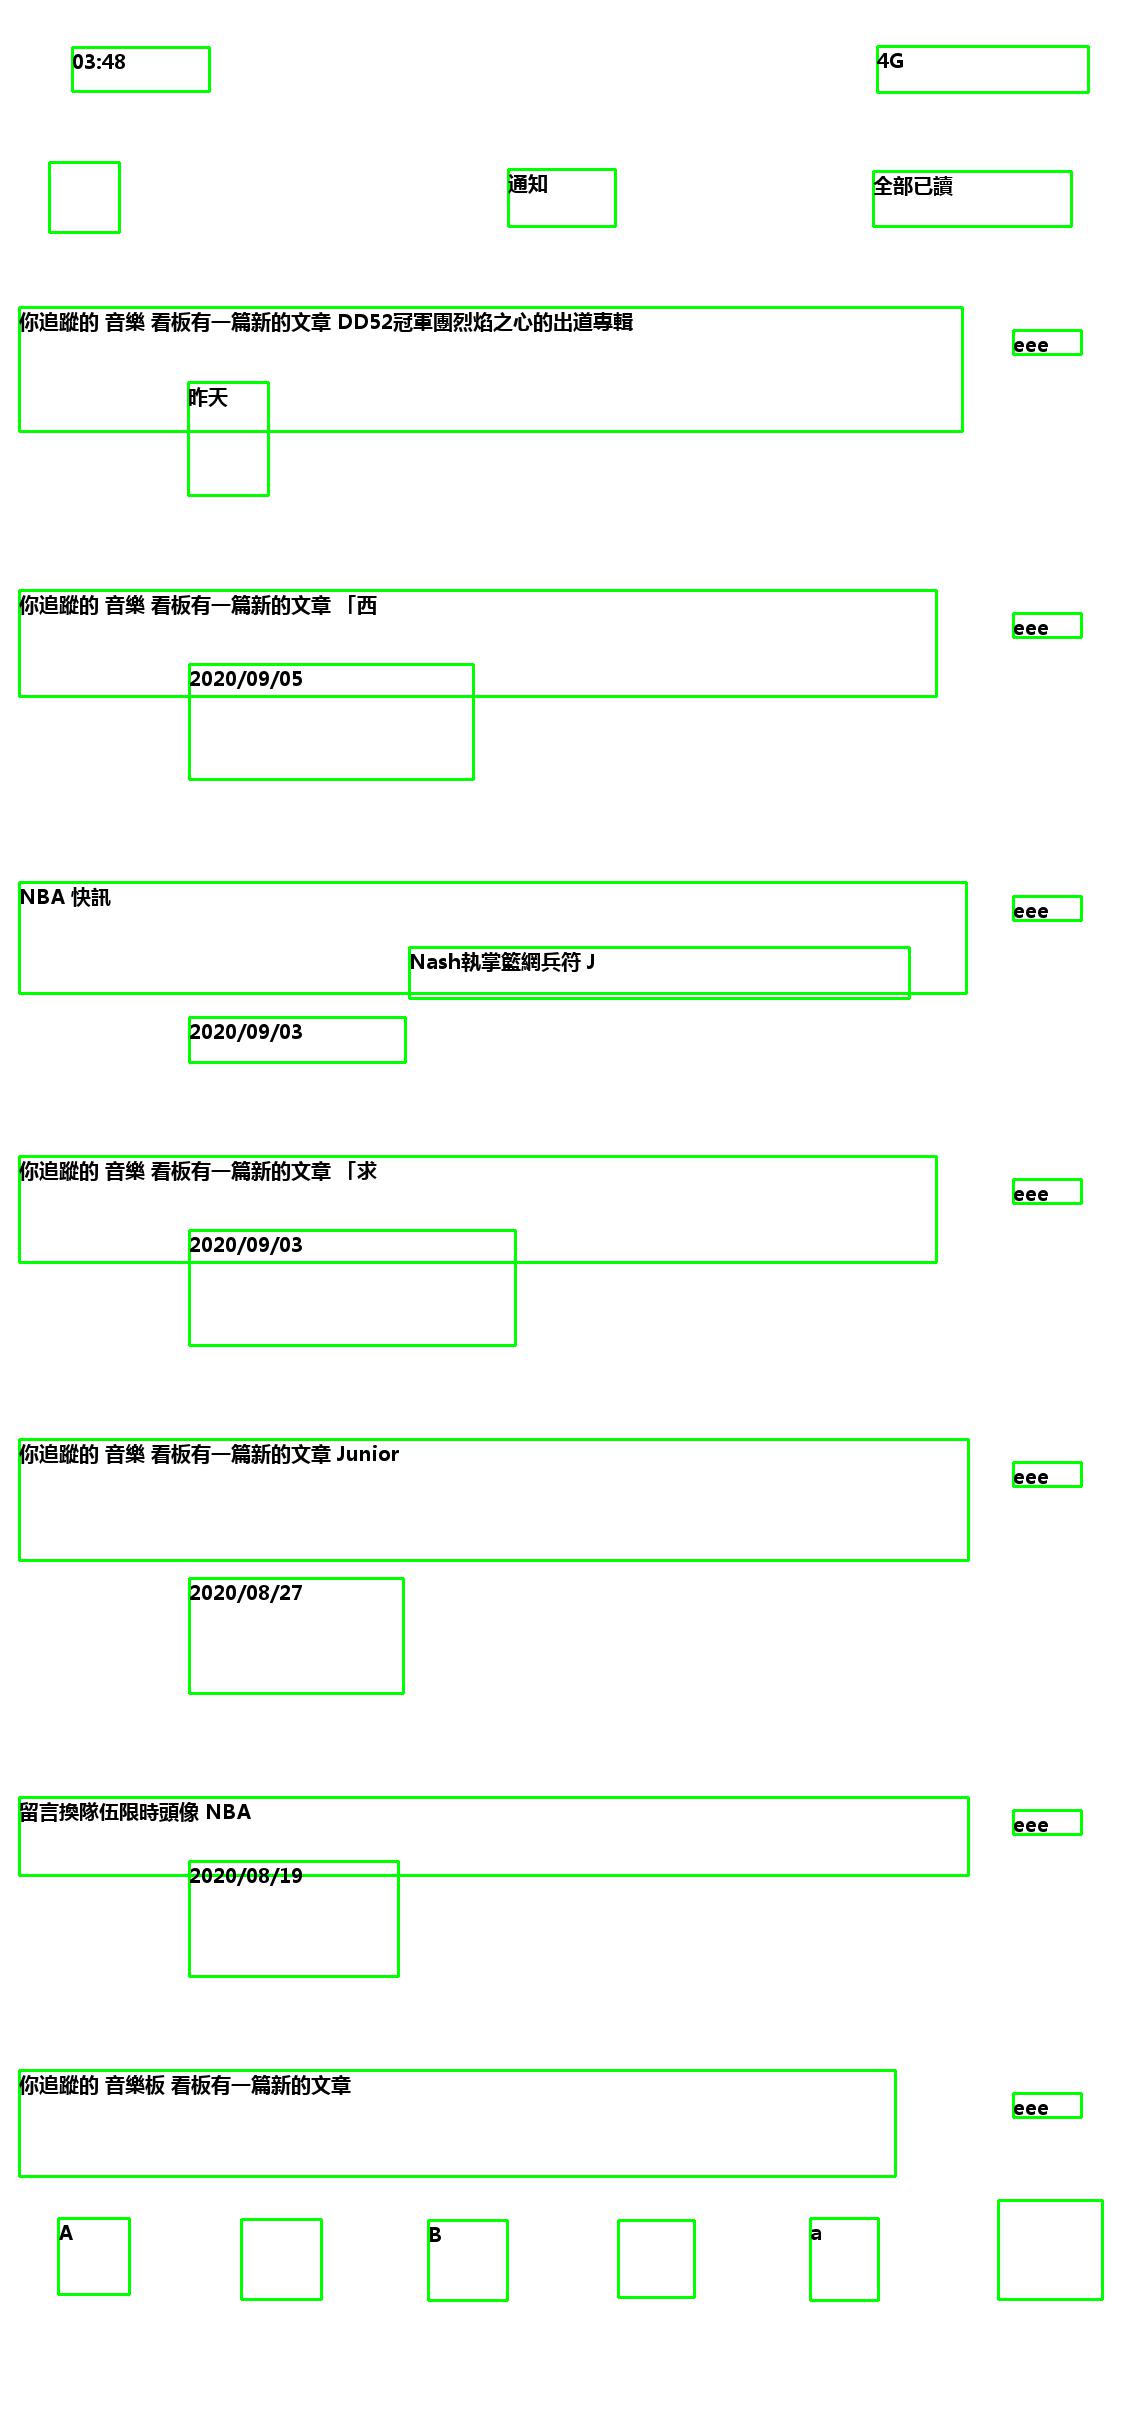 03:48 4G
通知 全部已讀
你追蹤的 音樂 看板有一篇新的文章 DD52冠軍團烈焰之心的出道專輯
eee
昨天
你追蹤的 音樂 看板有一篇新的文章 「西
eee
2020/09/05
NBA 快訊
eee
Nash執掌籃網兵符 J
2020/09/03
你追蹤的 音樂 看板有一篇新的文章 「求
eee
2020/09/03
你追蹤的 音樂 看板有一篇新的文章 Junior
eee
2020/08/27
留言換隊伍限時頭像 NBA
eee
2020/08/19
你追蹤的 音樂板 看板有一篇新的文章
eee
A B a